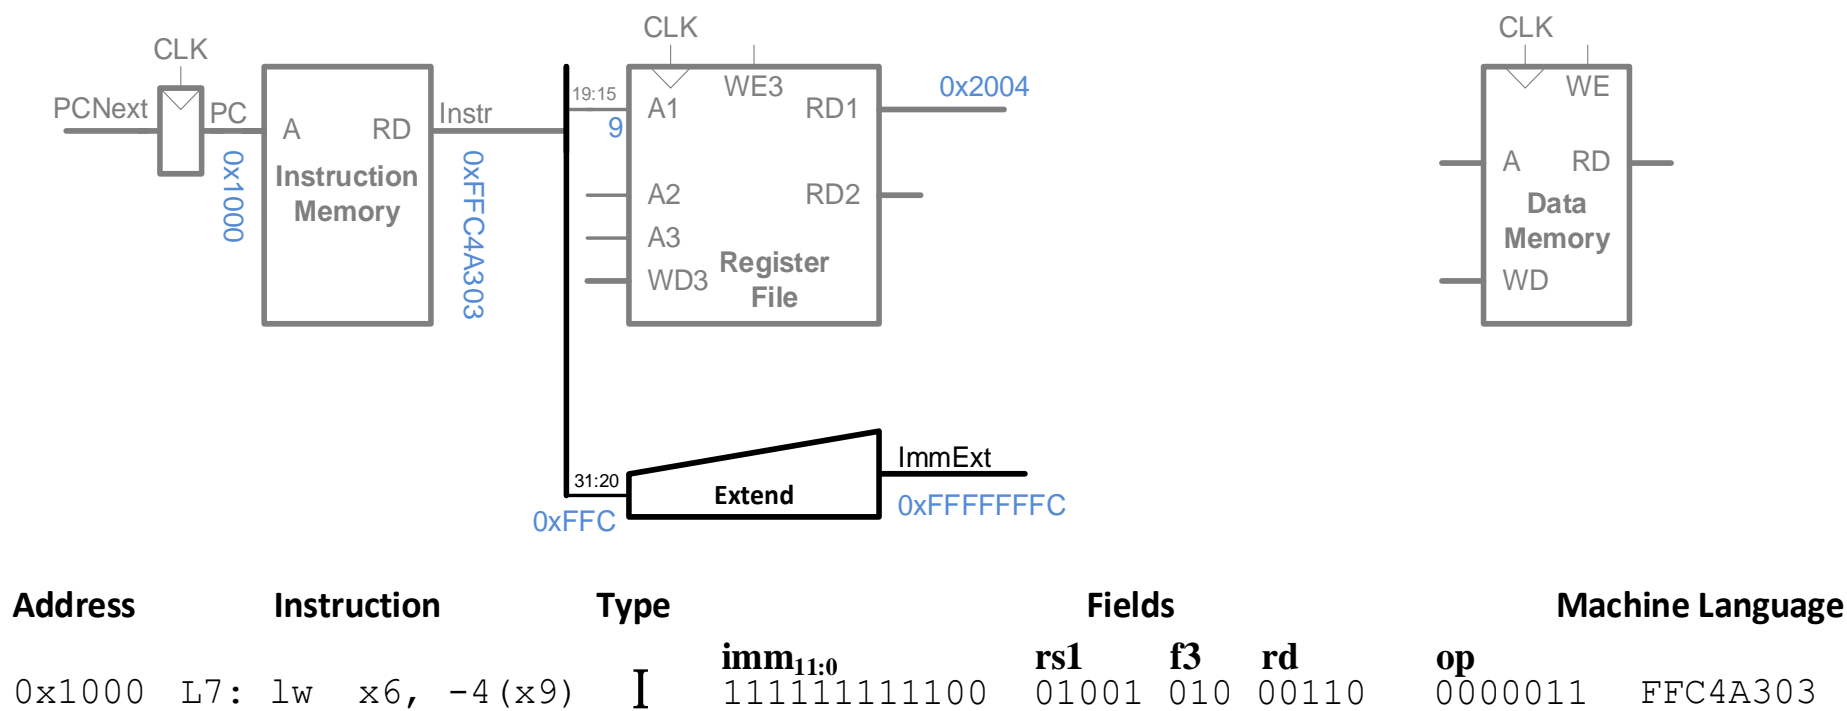 CLK
CLK
CLK
PCNext
PC
A
RD
Instr
Instruction
Memory
0x1000
0xFFC4A303
19:15
9
A1
WE3
RD1
0x2004
A2
RD2
A3
WD3
Register
File
WE
A
RD
Data
Memory
WD
31:20
0xFFC
Extend
ImmExt
0xFFFFFFFC
Address Instruction Type Fields Machine Language
imm11:0 rs1 f3 rd op
0x1000 L7: lw x6, -4(x9) I 111111111100 01001 010 00110 0000011 FFC4A303